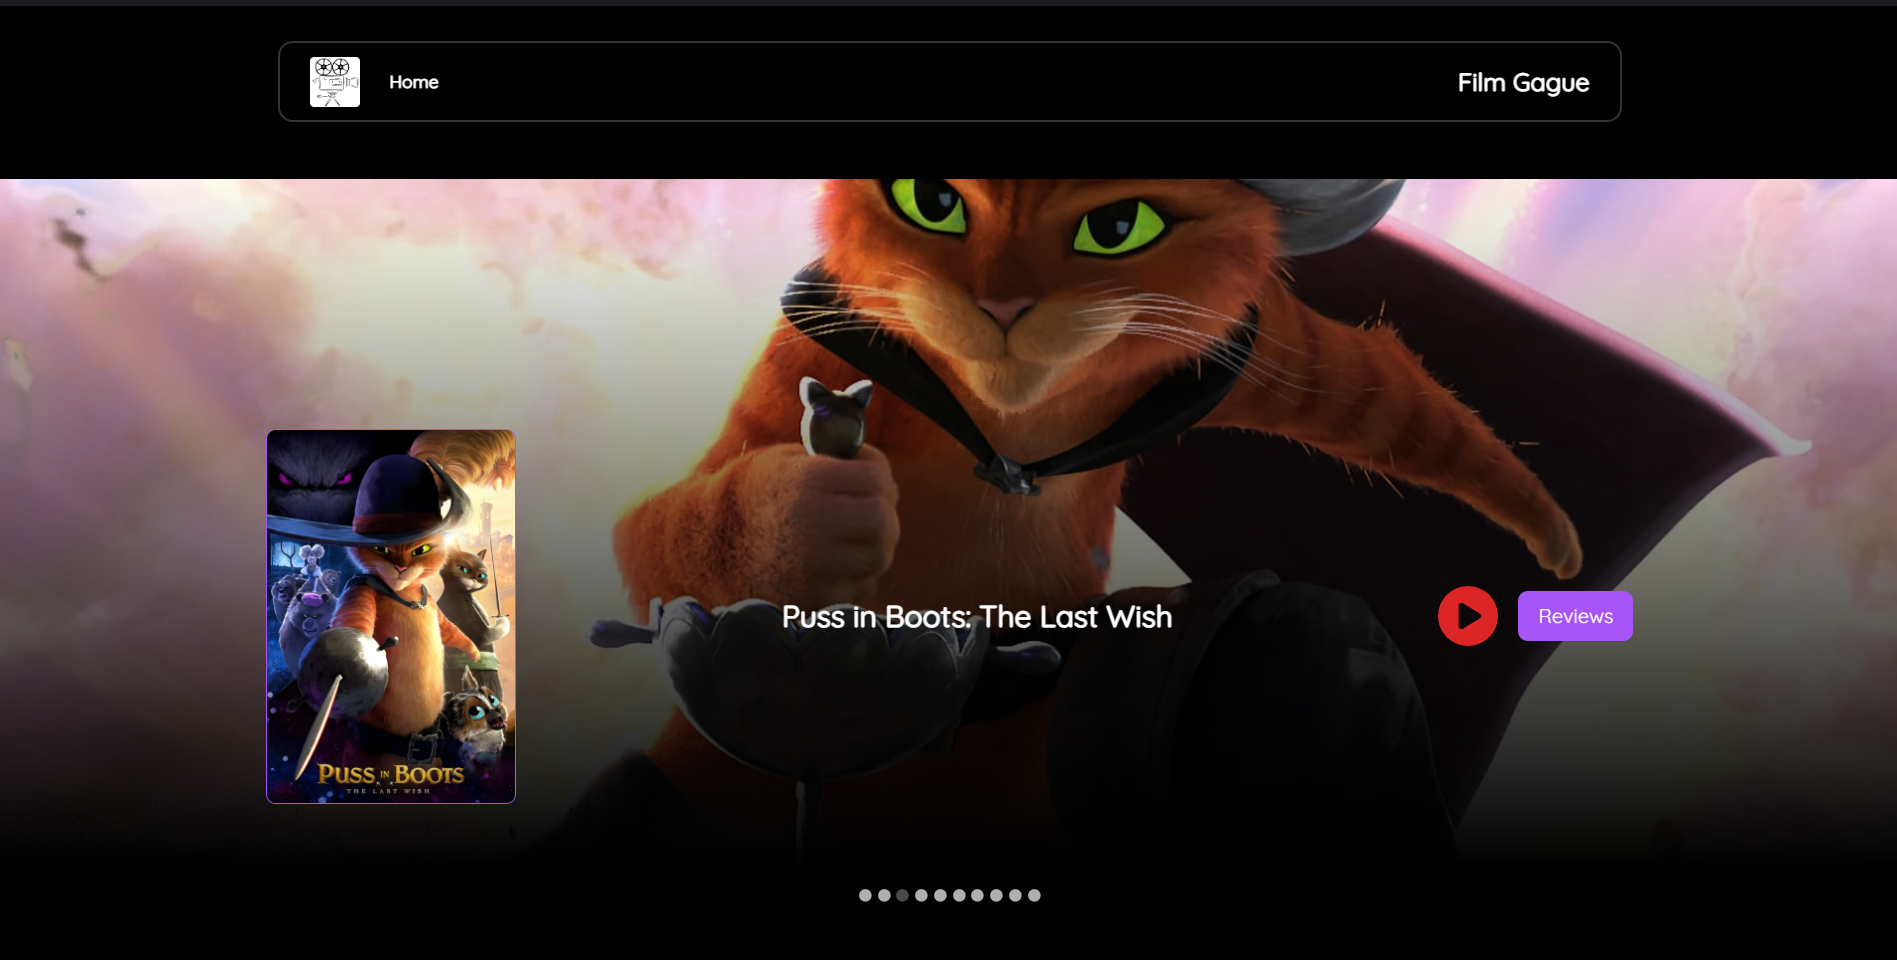 Home
Film Gague
Puss in Boots: The Last Wish
Reviews
PUSS IN BOOTS
THE LAST WISH